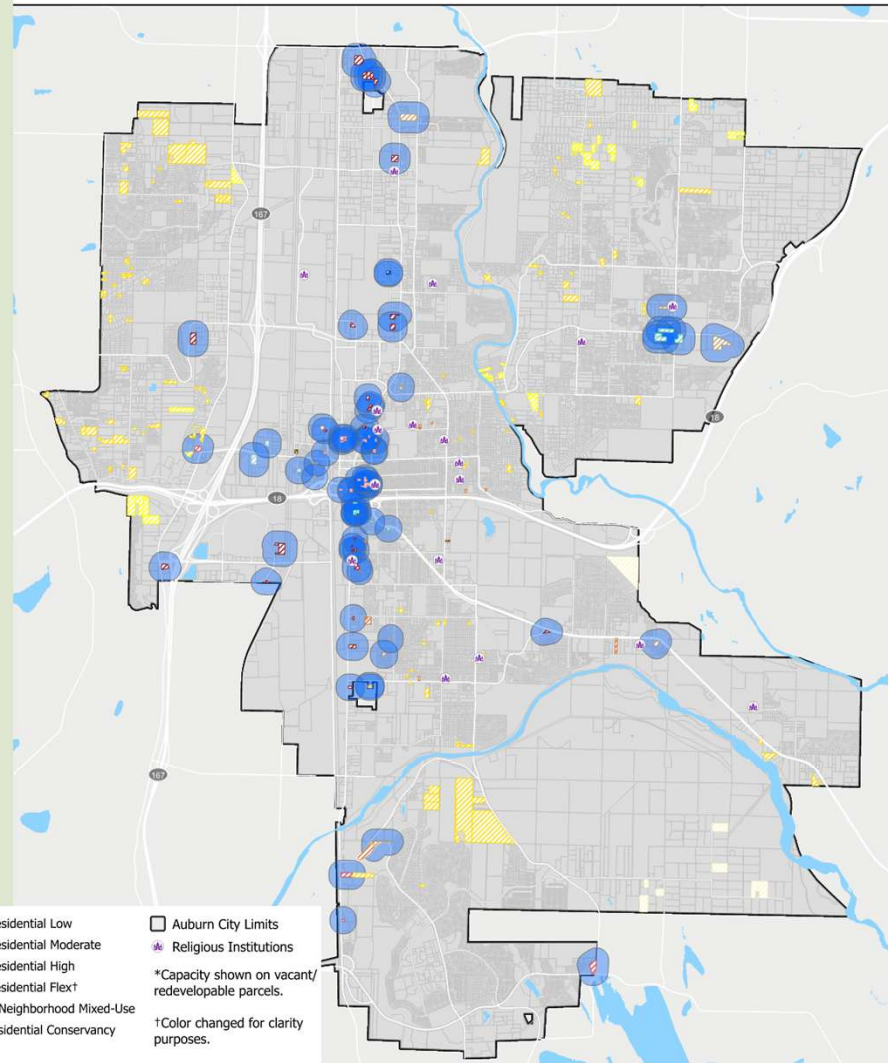 167
18
18
167
esidential Low
esidential Moderate
esidential High
esidential Flex†
Neighborhood Mixed-Use
sidential Conservancy
Auburn City Limits
Religious Institutions
*Capacity shown on vacant/
redevelopable parcels.
†Color changed for clarity
purposes.